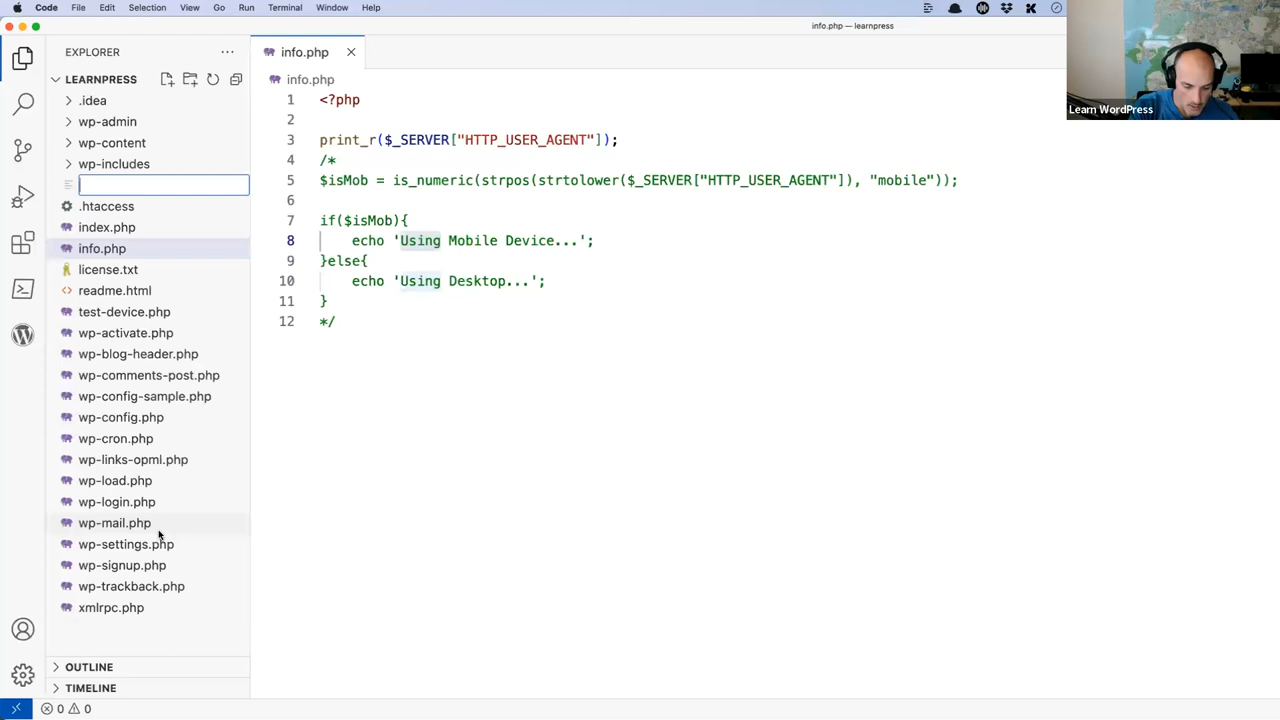 Code File Edit Selection View Go Run Terminal Window Help
info.php — learnpress
EXPLORER
LEARNPRESS
.idea
wp-admin
wp-content
wp-includes
.htaccess
index.php
info.php
license.txt
readme.html
test-device.php
wp-activate.php
wp-blog-header.php
wp-comments-post.php
wp-config-sample.php
wp-config.php
wp-cron.php
wp-links-opml.php
wp-load.php
wp-login.php
wp-mail.php
wp-settings.php
wp-signup.php
wp-trackback.php
xmlrpc.php
OUTLINE
TIMELINE
0 0
info.php
info.php
1 <?php
2
3 print_r($_SERVER["HTTP_USER_AGENT"]);
4 /*
5 $isMob = is_numeric(strpos(strtolower($_SERVER["HTTP_USER_AGENT"]), "mobile"));
6
7 if($isMob){
8 echo 'Using Mobile Device...';
9 }else{
10 echo 'Using Desktop...';
11 }
12 */
Learn WordPress